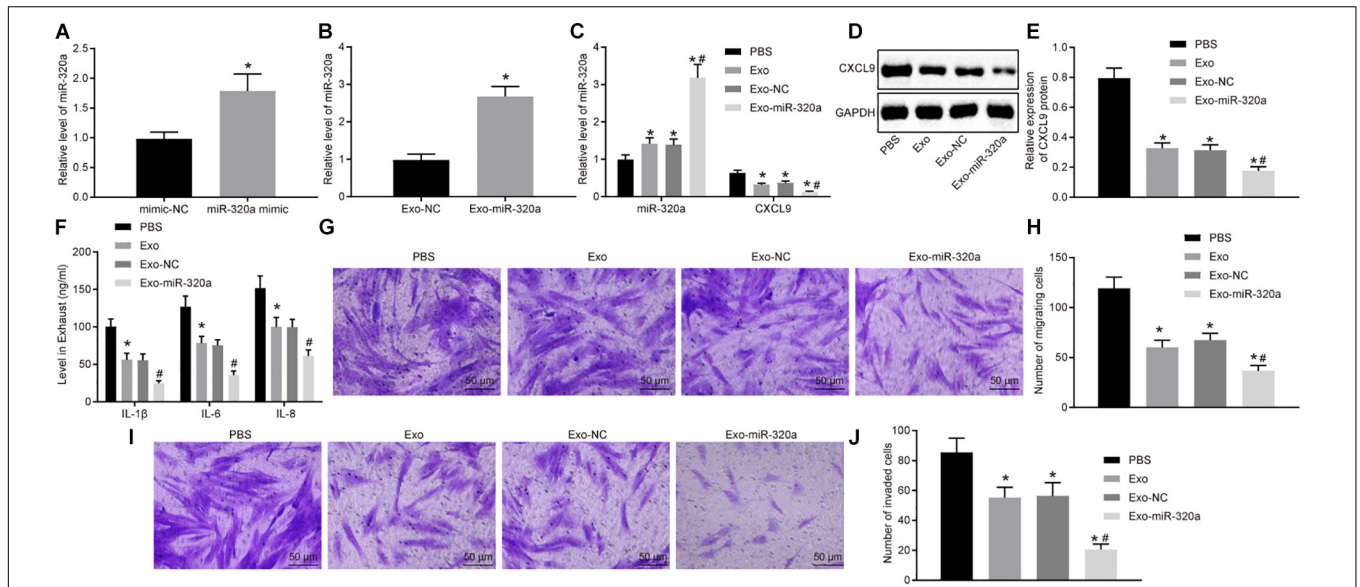 A
Relative level of miR-320a
2.5
2.0
1.5
1.0
0.5
0.0
*
mimic-NC
miR-320a mimic
B
Relative level of miR-320a
4
3
2
1
0
*
Exo-NC
Exo-miR-320a
C
Relative level of miR-320a
4
3
2
1
0
PBS
Exo
Exo-NC
Exo-miR-320a
* *
*#
* *
*#
miR-320a
CXCL9
D
CXCL9
GAPDH
PBS
Exo
Exo-NC
Exo-miR-320a
E
Relative expression
of CXCL9 protein
1.0
0.8
0.6
0.4
0.2
0.0
* *
*#
PBS
Exo
Exo-NC
Exo-miR-320a
F
Level in Exhaust (ng/ml)
200
150
100
50
0
PBS
Exo
Exo-NC
Exo-miR-320a
*
#
*
#
*
#
IL-1β
IL-6
IL-8
G
PBS
Exo
Exo-NC
Exo-miR-320a
50 μm
50 μm
50 μm
50 μm
H
Number of migrating cells
150
100
50
0
* *
*#
PBS
Exo
Exo-NC
Exo-miR-320a
I
PBS
Exo
Exo-NC
Exo-miR-320a
50 μm
50 μm
50 μm
50 μm
J
Number of invaded cells
100
80
60
40
20
0
* *
*#
PBS
Exo
Exo-NC
Exo-miR-320a